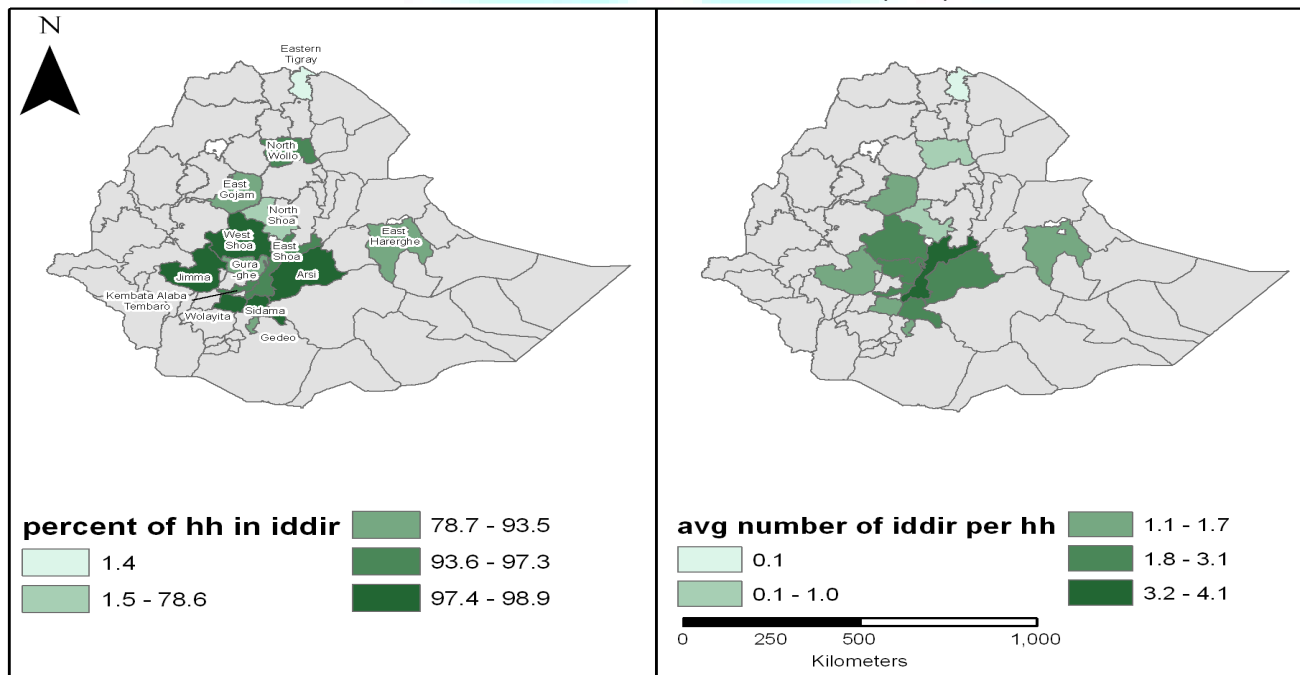 N
Eastern
Tigray
North
Wollo
East
Gojam
North
Shoa
West
Shoa
East
Shoa
East
Harerghe
Gura
-ghe
Jimma
Arsi
Kembata Alaba
Tembaro
Wolayita
Sidama
Gedeo
percent of hh in iddir
1.4
1.5 - 78.6
78.7 - 93.5
93.6 - 97.3
97.4 - 98.9
avg number of iddir per hh
0.1
0.1 - 1.0
1.1 - 1.7
1.8 - 3.1
3.2 - 4.1
0 250 500 1,000
Kilometers